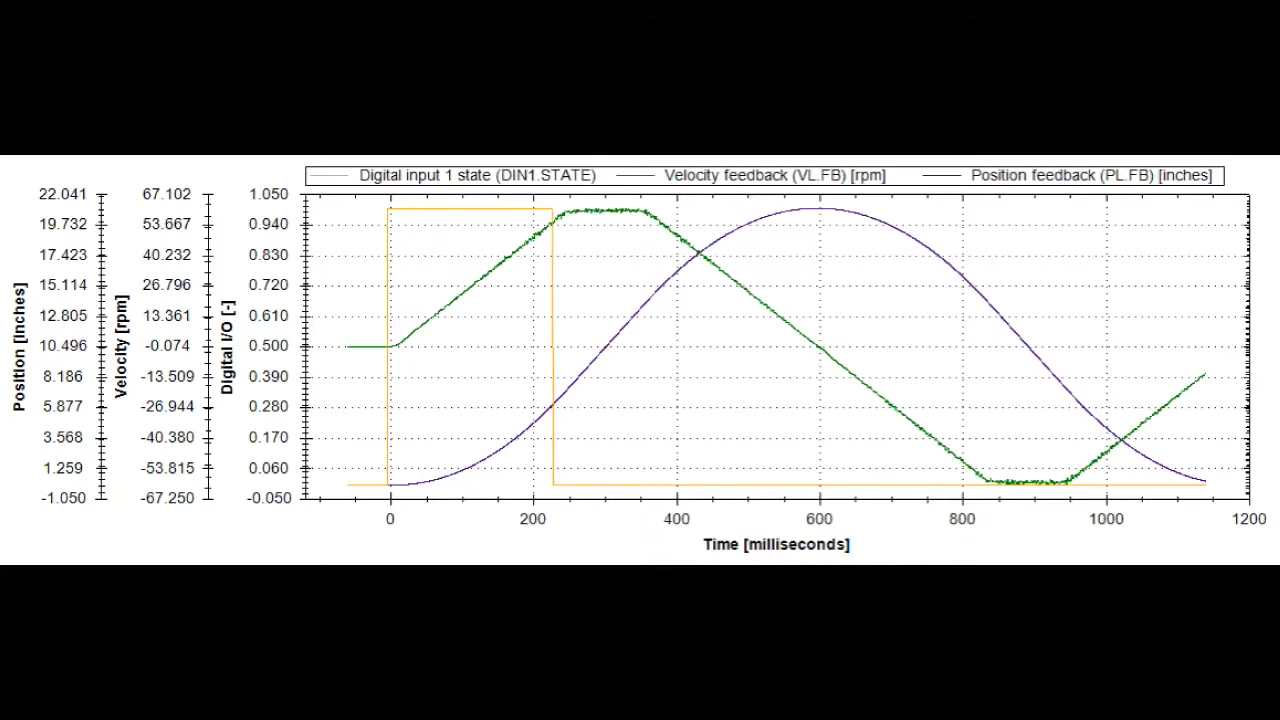 Digital input 1 state (DIN1.STATE) Velocity feedback (VL.FB) [rpm] Position feedback (PL.FB) [inches]
22.041 67.102 1.050
19.732 53.667 0.940
17.423 40.232 0.830
15.114 26.796 0.720
12.805 13.361 0.610
10.496 -0.074 0.500
8.186 -13.509 0.390
5.877 -26.944 0.280
3.568 -40.380 0.170
1.259 -53.815 0.060
-1.050 -67.250 -0.050
Position [inches]
Velocity [rpm]
Digital I/O [-]
0 200 400 600 800 1000 1200
Time [milliseconds]